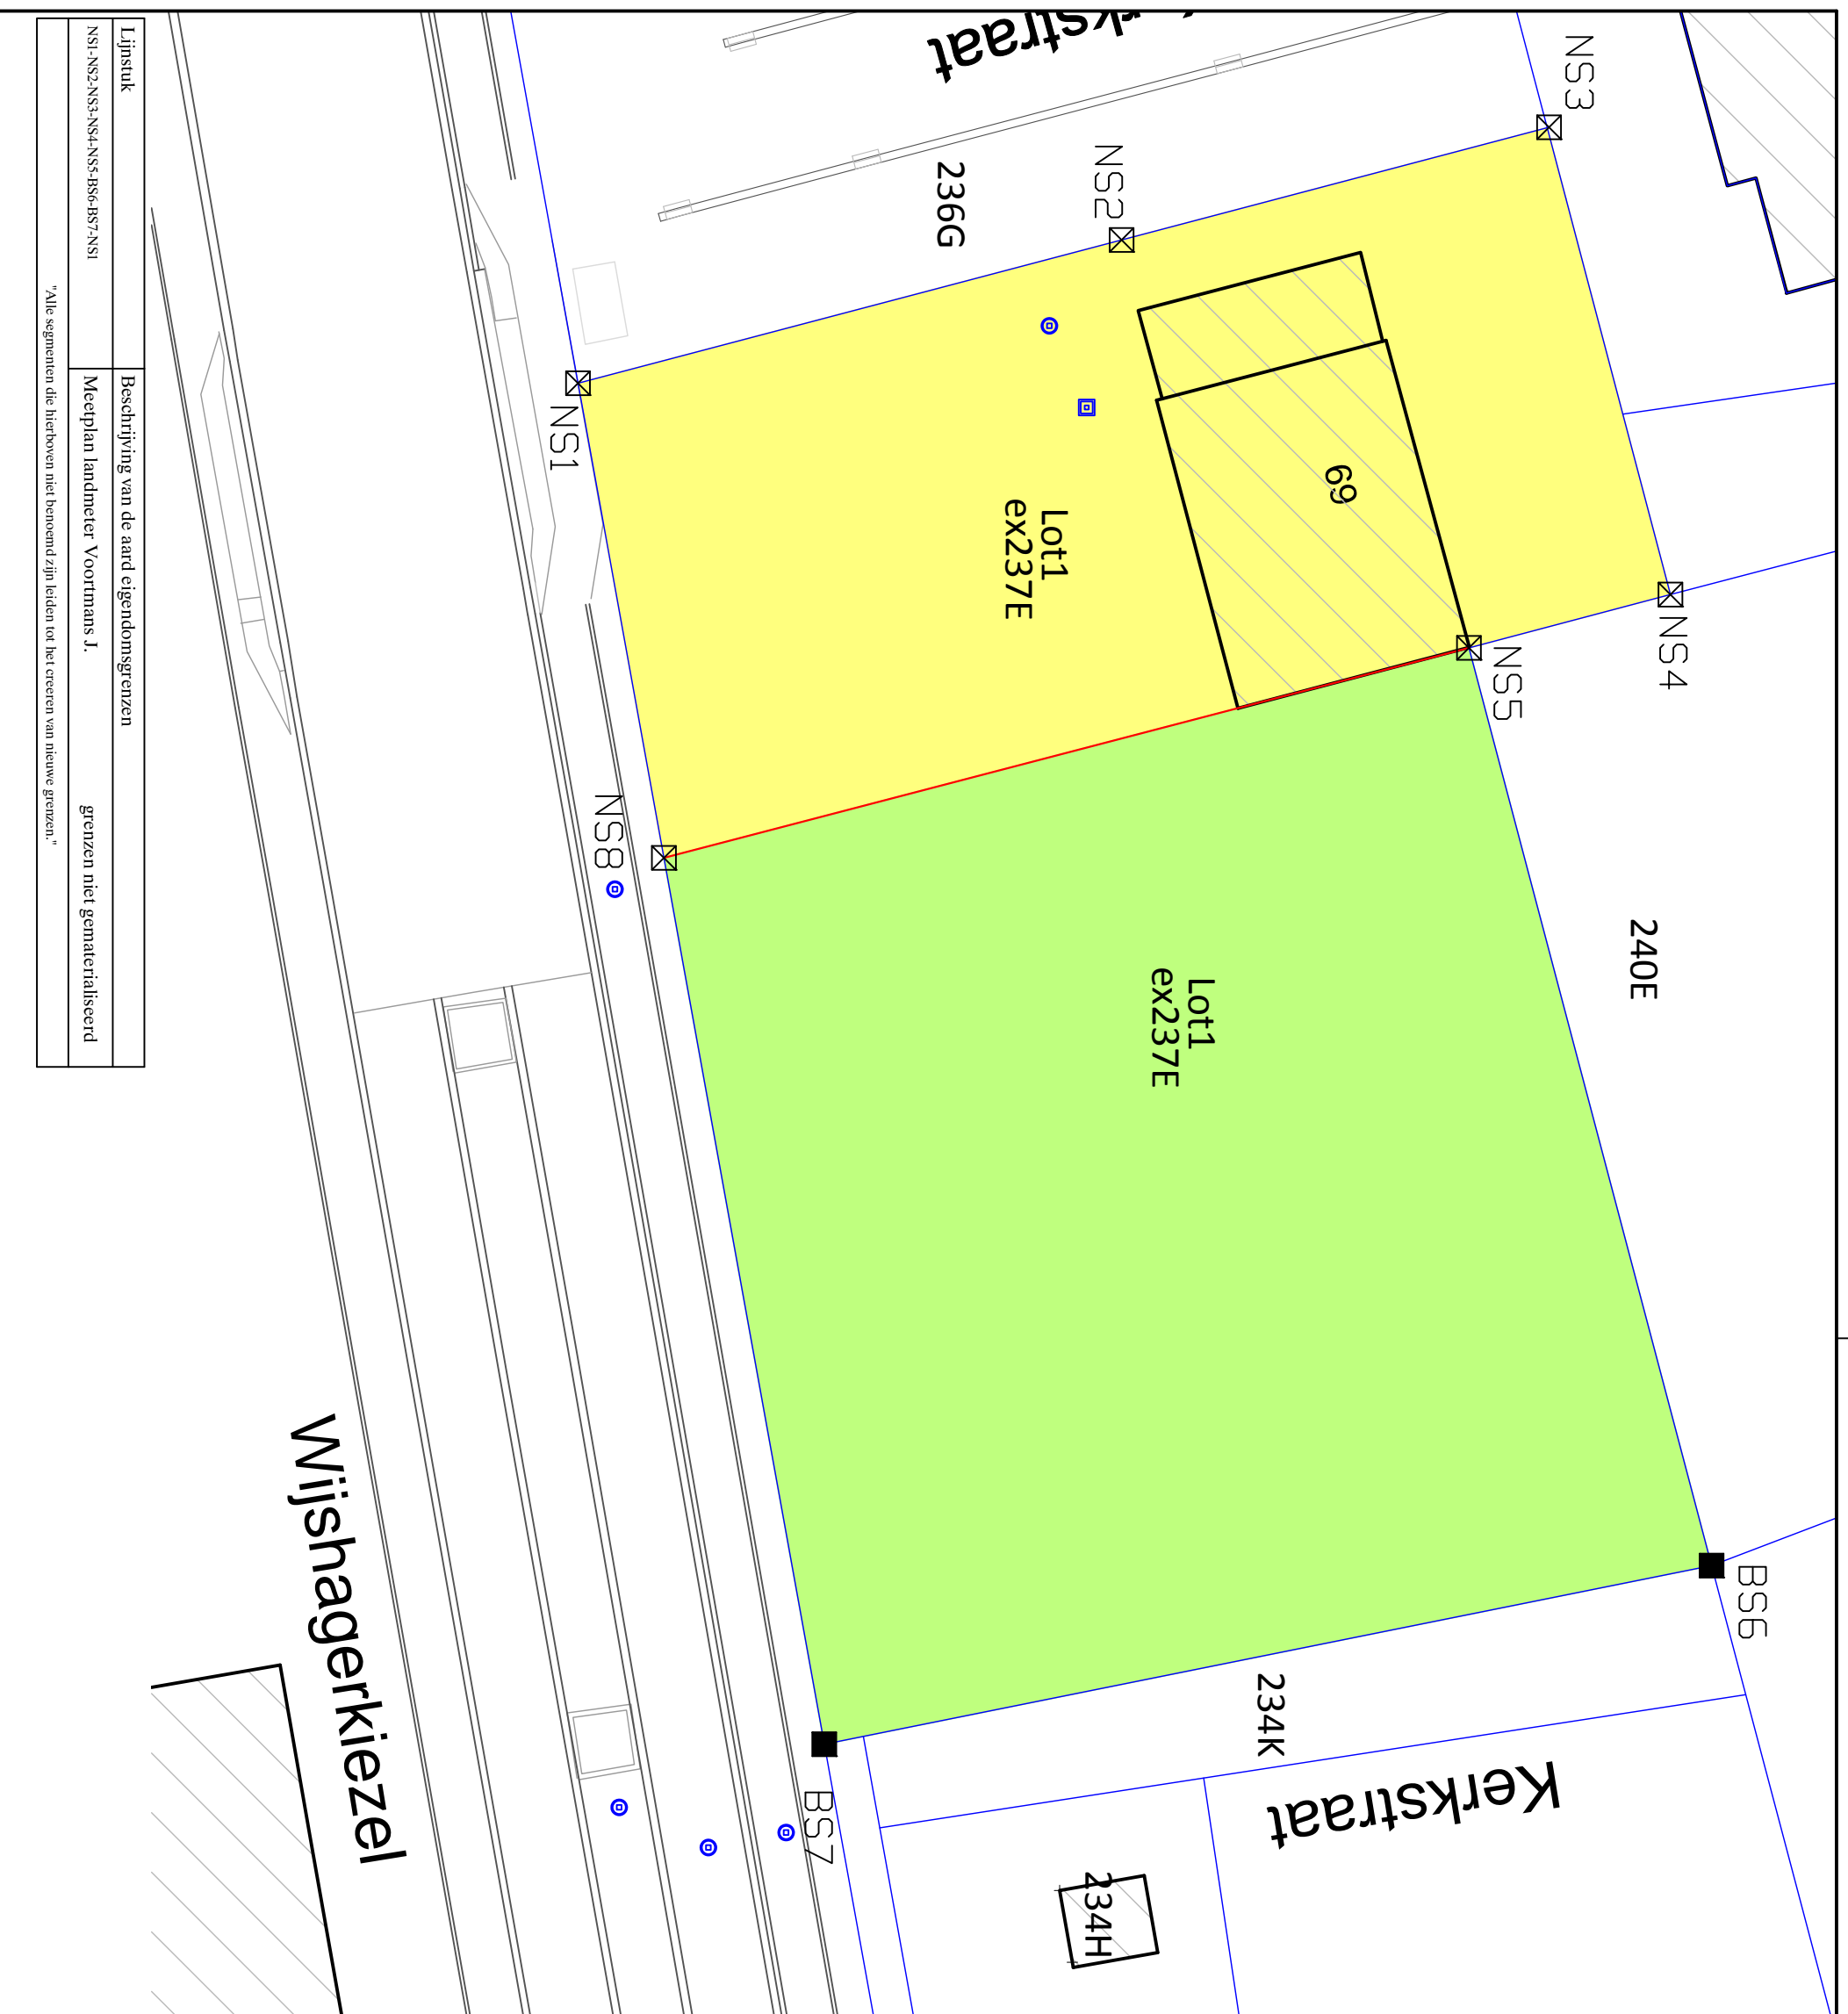 Kerkstraat
NS3
NS2
236G
NS1
69
Lot1
ex237E
NS4
NS5
NS8
240E
Lot1
ex237E
BS6
234K
Kerkstraat
BS7
234H
Wijshagerkiezel
Lijnstuk
Beschrijving van de aard eigendomsgrenzen
NS1-NS2-NS3-NS4-NS5-BS6-BS7-NS1
Meetplan landmeter Voortmans J. grenzen niet gematerialiseerd
"Alle segmenten die hierboven niet benoemd zijn leiden tot het creeren van nieuwe grenzen."